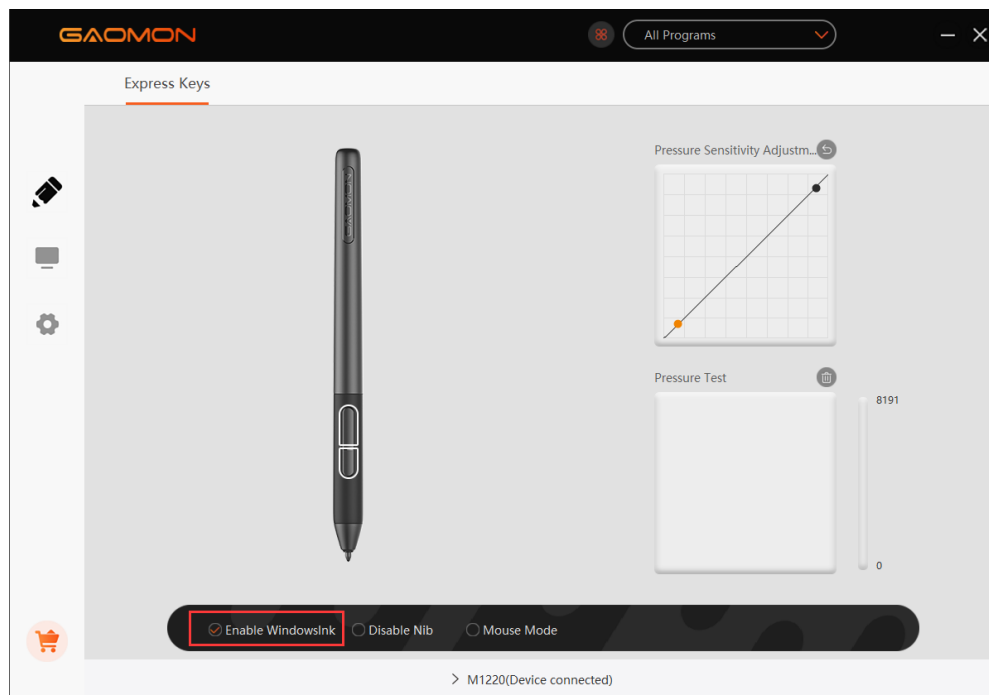 GAOMON
All Programs
Express Keys
Pressure Sensitivity Adjustm...
GAOMON
Pressure Test
8191
0
Enable WindowsInk
Disable Nib
Mouse Mode
M1220(Device connected)